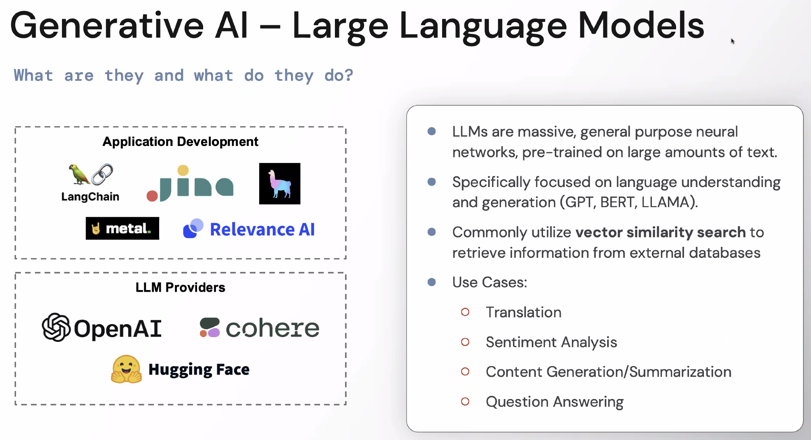 Generative AI – Large Language Models
What are they and what do they do?
Application Development
LangChain
jina
metal.
Relevance AI
LLM Providers
OpenAI
cohere
Hugging Face
LLMs are massive, general purpose neural
networks, pre-trained on large amounts of text.
Specifically focused on language understanding
and generation (GPT, BERT, LLAMA).
Commonly utilize vector similarity search to
retrieve information from external databases
Use Cases:
Translation
Sentiment Analysis
Content Generation/Summarization
Question Answering